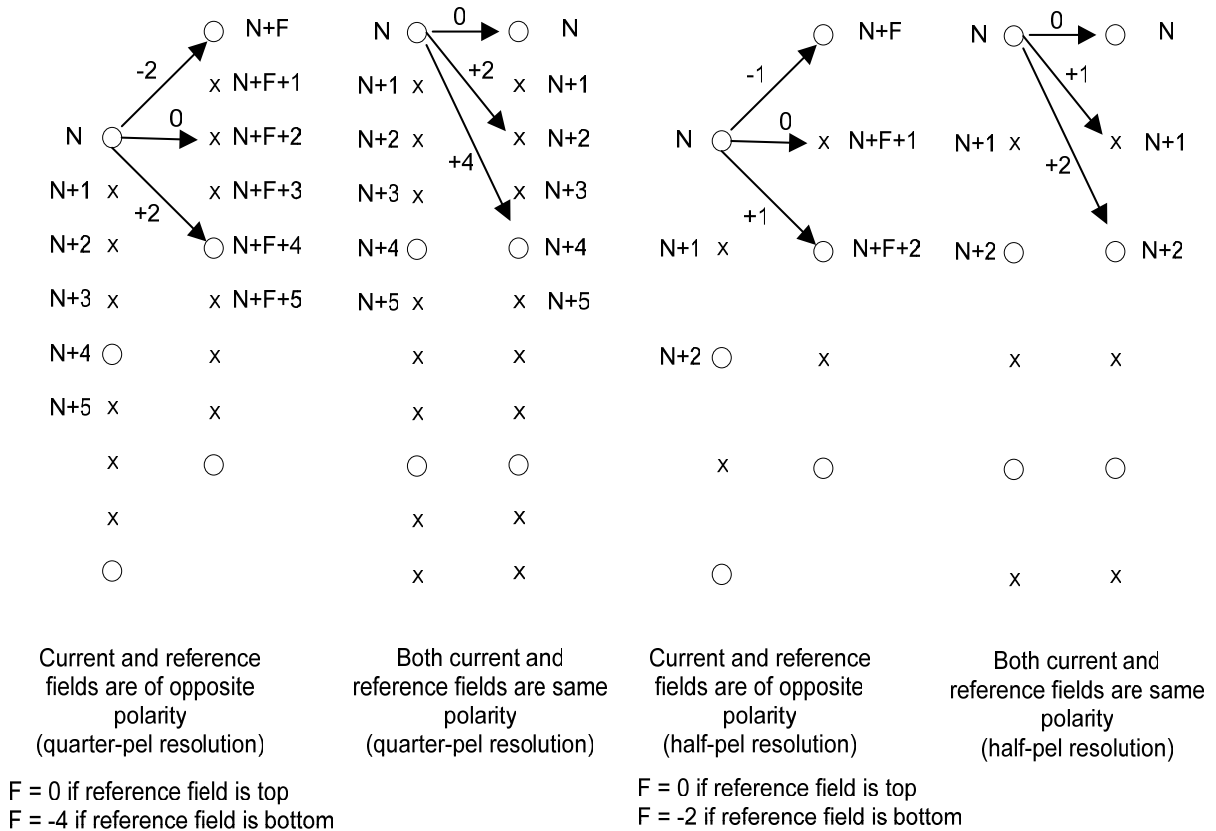 N+F
-2
N+F+1
0
N
N+F+2
N+1
N+F+3
+2
N+2
N+F+4
N+3
N+F+5
N+4
N+5
Current and reference
fields are of opposite
polarity
(quarter-pel resolution)
F = 0 if reference field is top
F = -4 if reference field is bottom
N
0
N
+2
N+1
N+1
N+2
N+2
+4
N+3
N+3
N+4
N+4
N+5
N+5
Both current and
reference fields are same
polarity
(quarter-pel resolution)
N+F
-1
0
N
N+F+1
+1
N+1
N+F+2
N+2
Current and reference
fields are of opposite
polarity
(half-pel resolution)
F = 0 if reference field is top
F = -2 if reference field is bottom
0
N
N
+1
N+1
N+1
+2
N+2
N+2
Both current and
reference fields are same
polarity
(half-pel resolution)